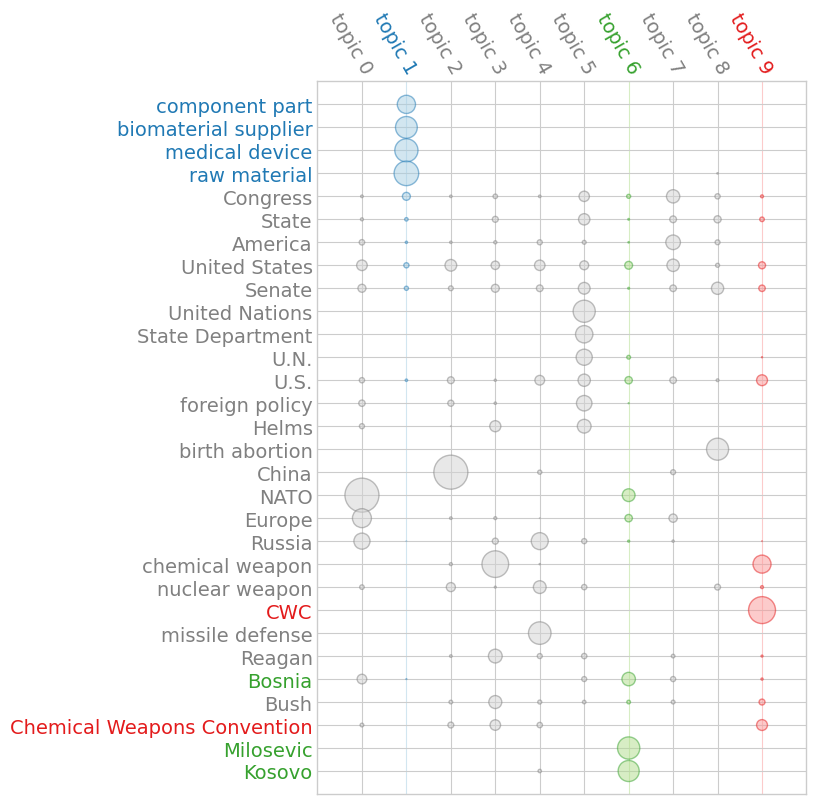 topic 0
topic 1
topic 2
topic 3
topic 4
topic 5
topic 6
topic 7
topic 8
topic 9
component part
biomaterial supplier
medical device
raw material
Congress
State
America
United States
Senate
United Nations
State Department
U.N.
U.S.
foreign policy
Helms
birth abortion
China
NATO
Europe
Russia
chemical weapon
nuclear weapon
CWC
missile defense
Reagan
Bosnia
Bush
Chemical Weapons Convention
Milosevic
Kosovo